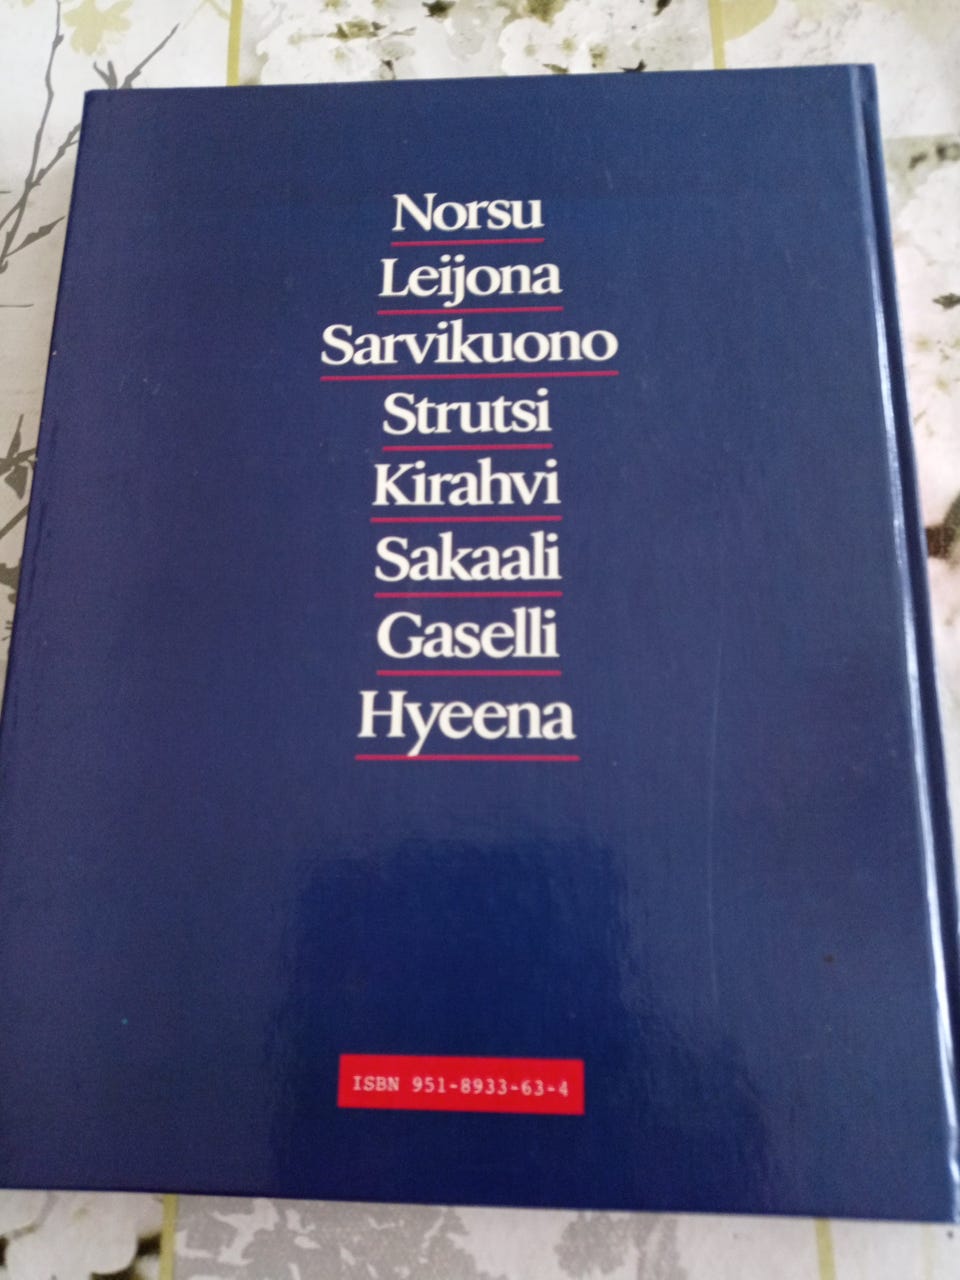 Norsu
Leijona
Sarvikuono
Strutsi
Kirahvi
Sakaali
Gaselli
Hyeena
ISBN 951-8933-63-4